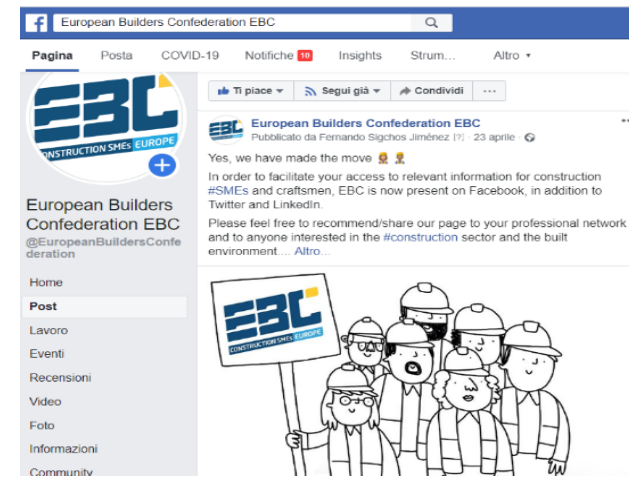 European Builders Confederation EBC
Pagina Posta COVID-19 Notifiche 10 Insights Strum... Altro
EBC
CONSTRUCTION SMEs EUROPE
European Builders
Confederation EBC
@EuropeanBuildersConfe
deration
Home
Post
Lavoro
Eventi
Recensioni
Video
Foto
Informazioni
Community
Ti piace Segui già Condividi ...
European Builders Confederation EBC
Pubblicato da Fernando Sigchos Jiménez [?] · 23 aprile ·
Yes, we have made the move
In order to facilitate your access to relevant information for construction
#SMEs and craftsmen, EBC is now present on Facebook, in addition to
Twitter and LinkedIn.
Please feel free to recommend/share our page to your professional network
and to anyone interested in the #construction sector and the built
environment.... Altro...
EBC
CONSTRUCTION SMEs EUROPE